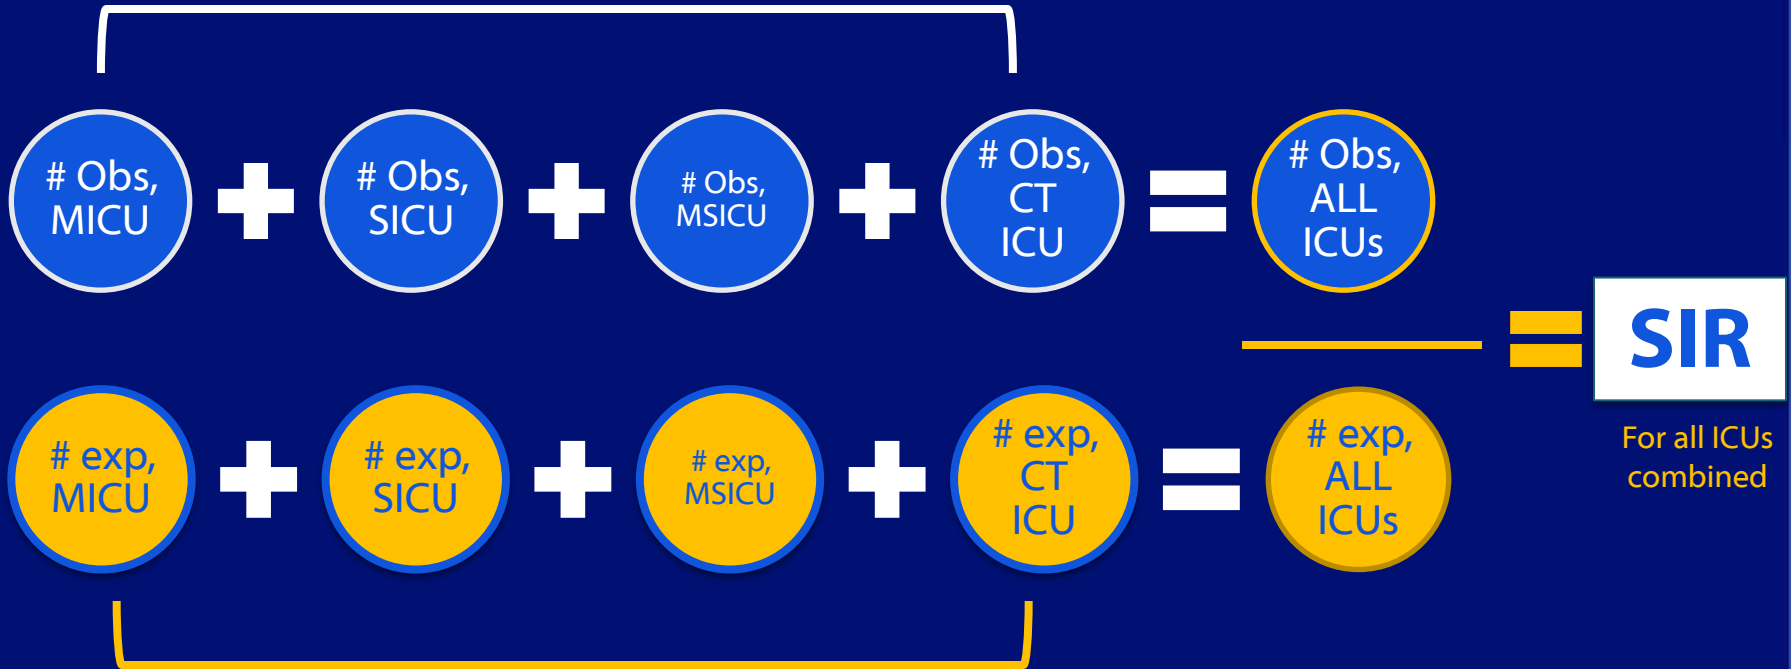 # Obs,
MICU
# Obs,
SICU
# Obs,
MSICU
# Obs,
CT
ICU
# Obs,
ALL
ICUs
SIR
For all ICUs
combined
# exp,
MICU
# exp,
SICU
# exp,
MSICU
# exp,
CT
ICU
# exp,
ALL
ICUs